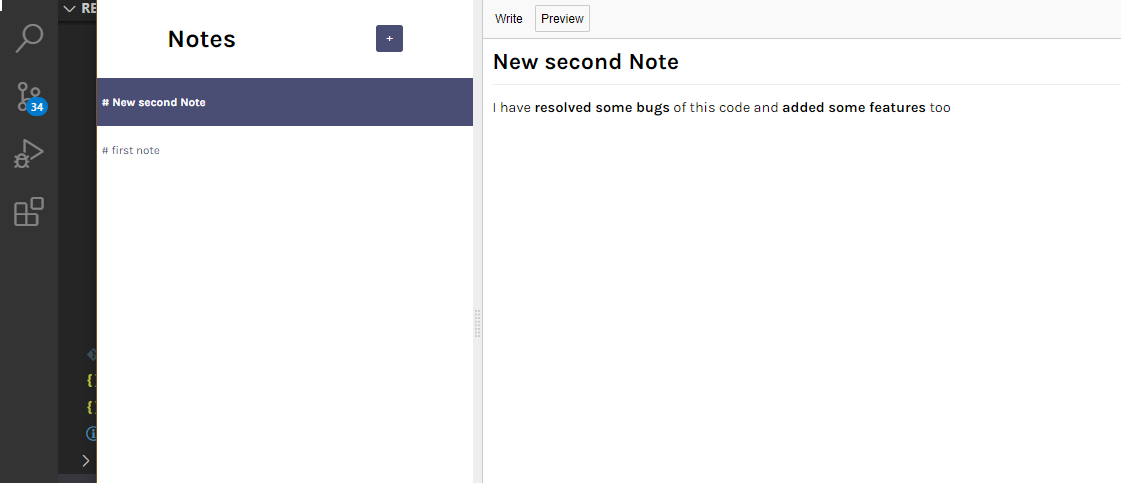 RE
34
Notes
+
# New second Note
# first note
Write Preview
New second Note
I have resolved some bugs of this code and added some features too